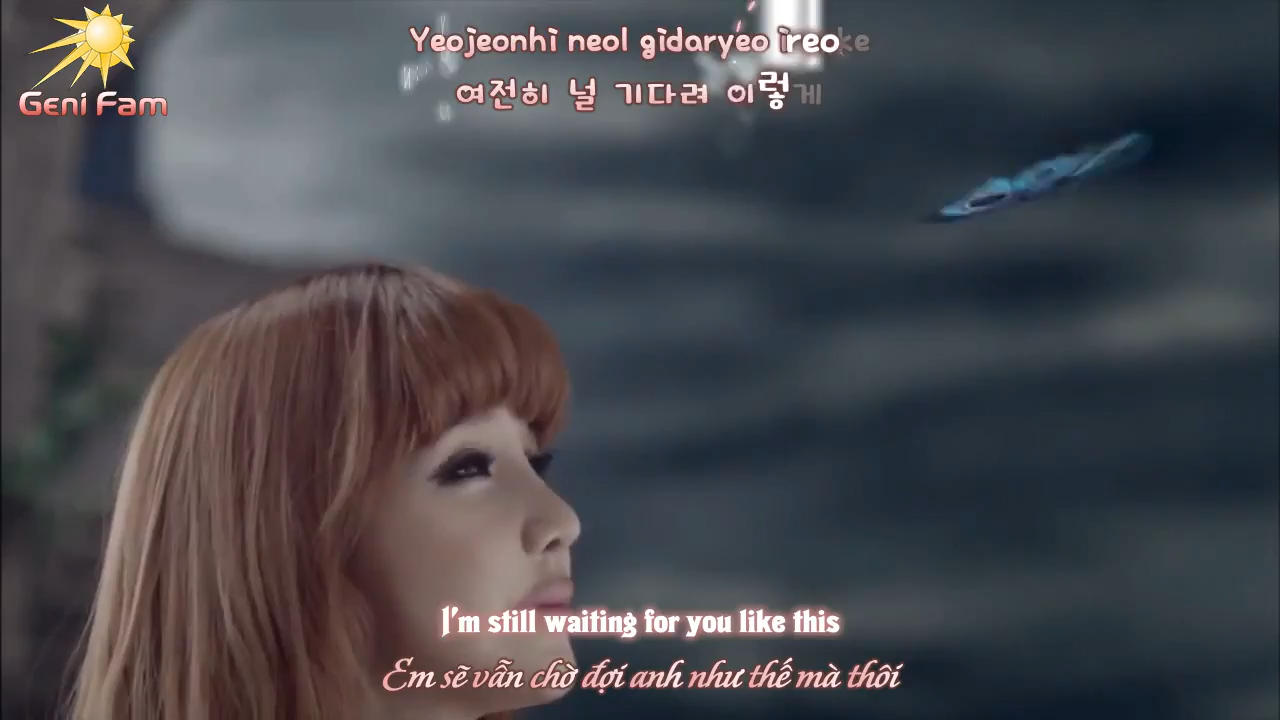 Geni Fam
Yeojeonhi neol gidaryeo ireoke
여전히 널 기다려 이렇게
I'm still waiting for you like this
Em sẽ vẫn chờ đợi anh như thế mà thôi